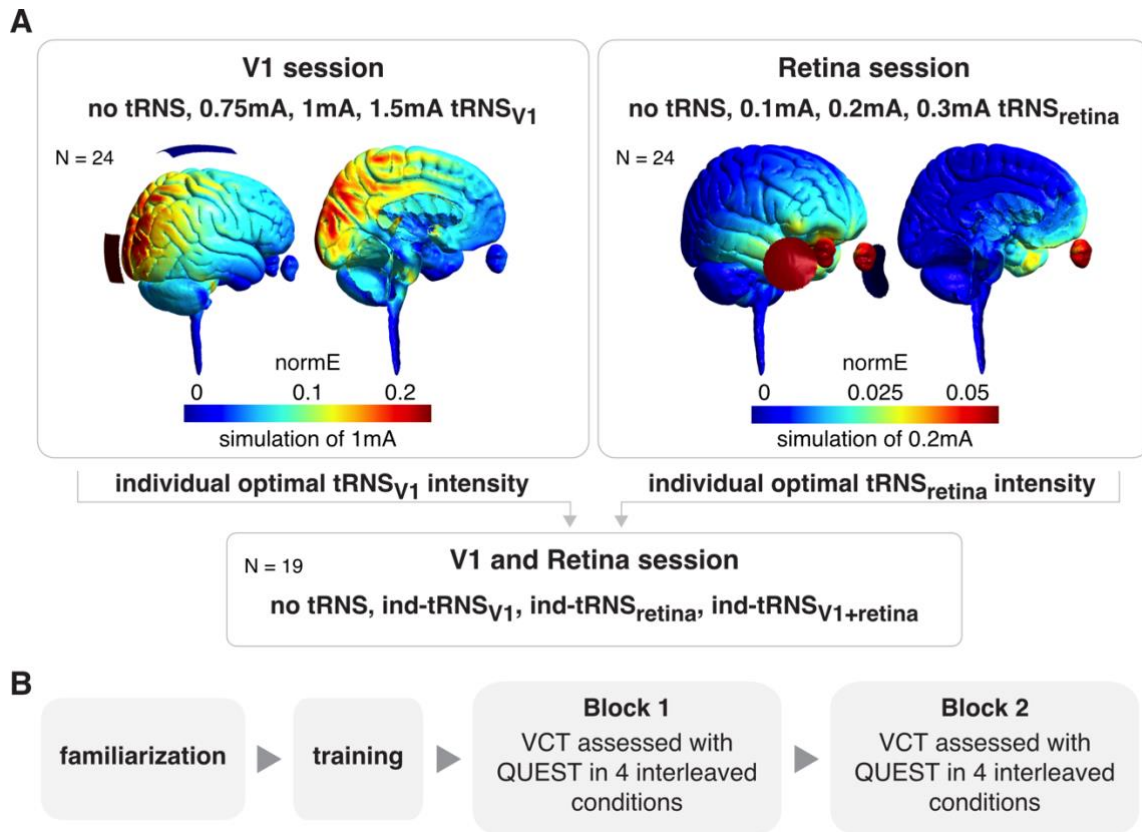 A
V1 session
no tRNS, 0.75mA, 1mA, 1.5mA tRNSV1
N = 24
normE
0 0.1 0.2
simulation of 1mA
Retina session
no tRNS, 0.1mA, 0.2mA, 0.3mA tRNSretina
N = 24
normE
0 0.025 0.05
simulation of 0.2mA
individual optimal tRNSV1 intensity
individual optimal tRNSretina intensity
V1 and Retina session
N = 19
no tRNS, ind-tRNSV1, ind-tRNSretina, ind-tRNSV1+retina
B
familiarization
training
Block 1
VCT assessed with
QUEST in 4 interleaved
conditions
Block 2
VCT assessed with
QUEST in 4 interleaved
conditions